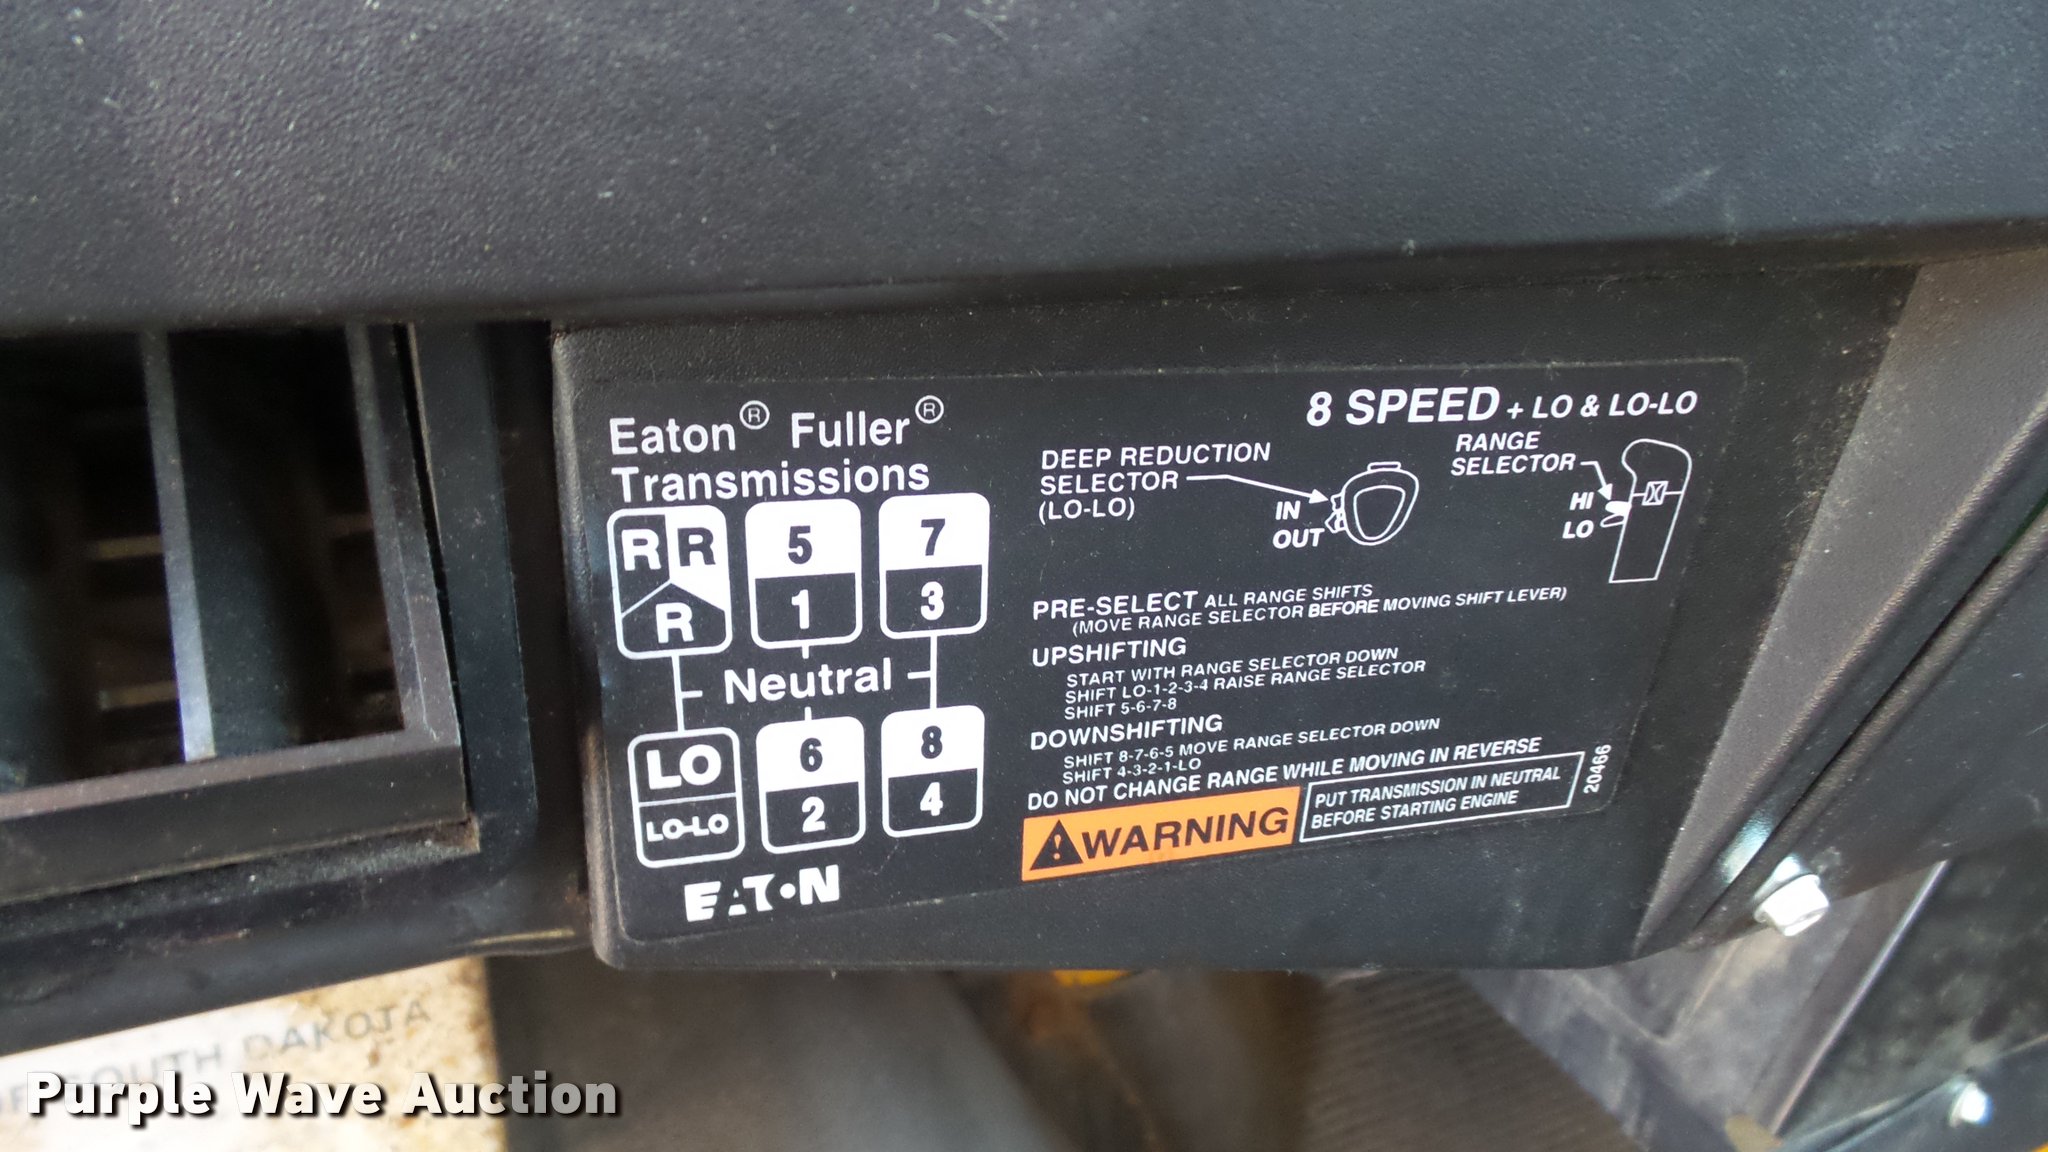 Eaton® Fuller®
Transmissions
8 SPEED + LO & LO-LO
DEEP REDUCTION
SELECTOR
(LO-LO)
IN
OUT
RANGE
SELECTOR
HI
LO
R R 5 7
R 1 3
Neutral
LO 6 8
LO-LO 2 4
EATON
PRE-SELECT ALL RANGE SHIFTS
(MOVE RANGE SELECTOR BEFORE MOVING SHIFT LEVER)
UPSHIFTING
START WITH RANGE SELECTOR DOWN
SHIFT LO-1-2-3-4 RAISE RANGE SELECTOR
SHIFT 5-6-7-8
DOWNSHIFTING
SHIFT 8-7-6-5 MOVE RANGE SELECTOR DOWN
SHIFT 4-3-2-1-LO
DO NOT CHANGE RANGE WHILE MOVING IN REVERSE
WARNING
PUT TRANSMISSION IN NEUTRAL
BEFORE STARTING ENGINE
20466
SOUTH DAKOTA
Purple Wave Auction